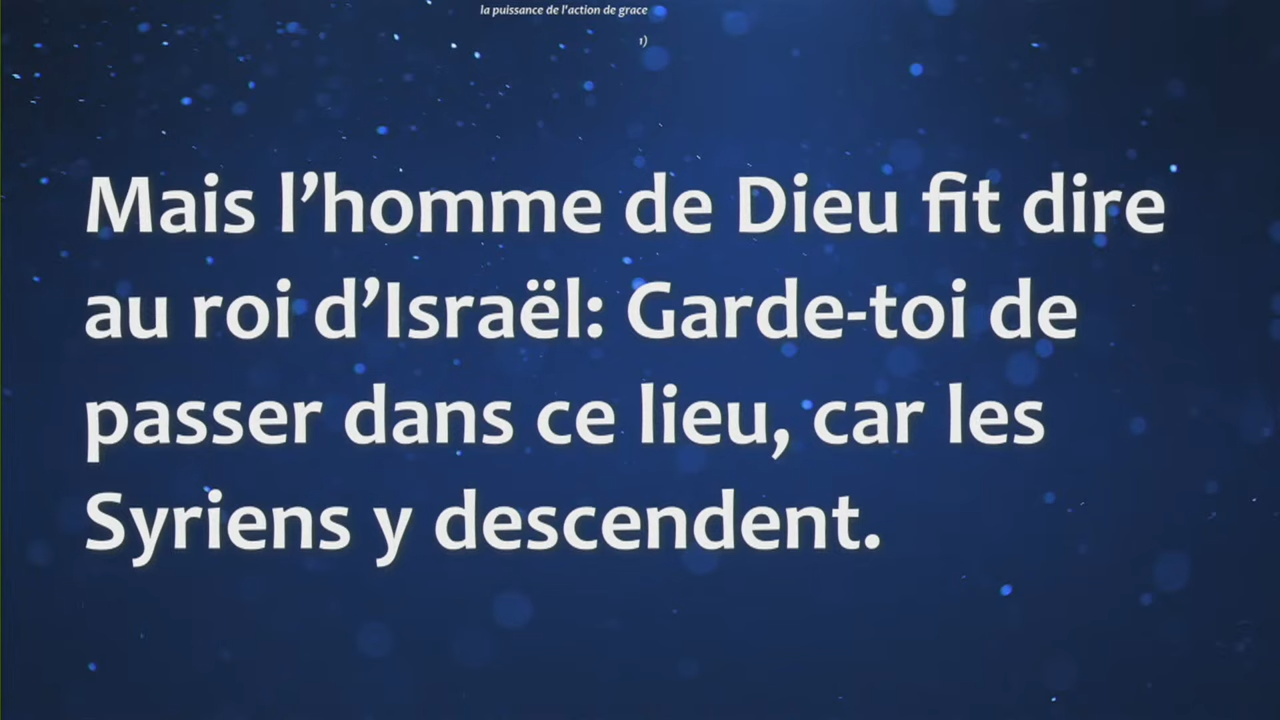 la puissance de l'action de grace
1)
Mais l’homme de Dieu fit dire
au roi d’Israël: Garde-toi de
passer dans ce lieu, car les
Syriens y descendent.